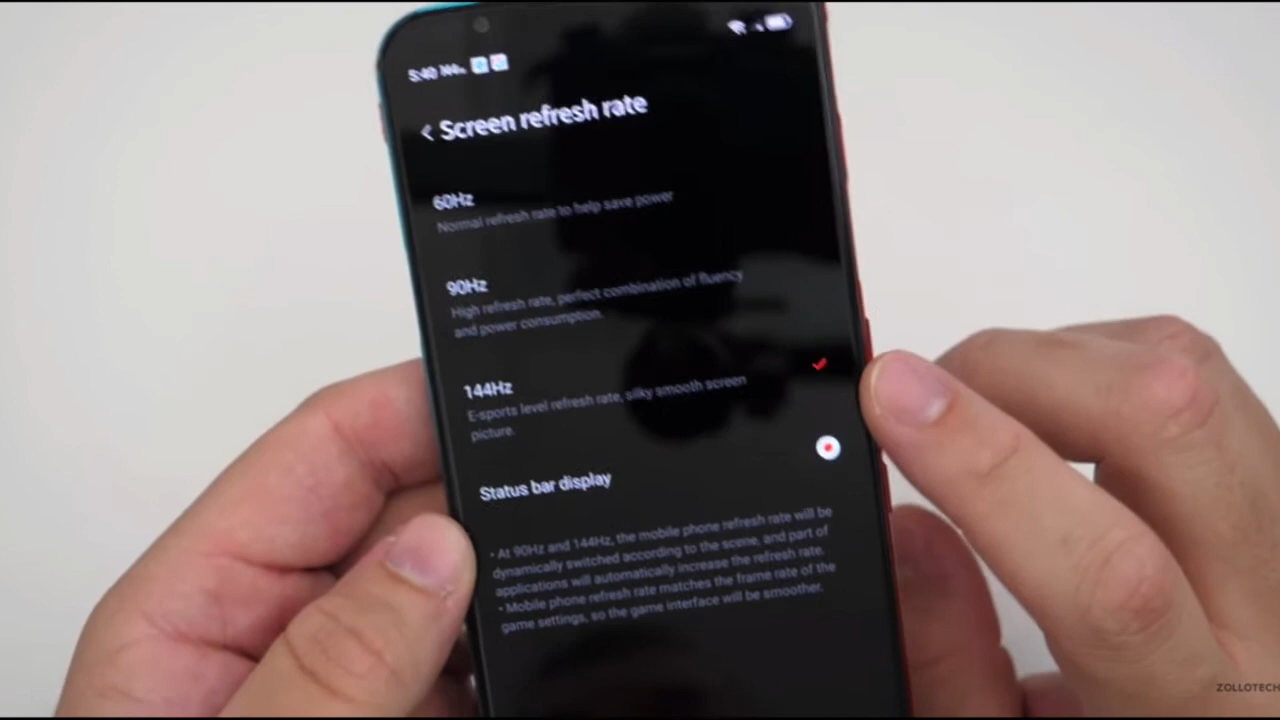 5:40 144Hz
Screen refresh rate
60Hz
Normal refresh rate to help save power
90Hz
High refresh rate, perfect combination of fluency
and power consumption.
144Hz
E-sports level refresh rate, silky smooth screen
picture.
Status bar display
• At 90Hz and 144Hz, the mobile phone refresh rate will be
dynamically switched according to the scene, and part of
applications will automatically increase the refresh rate.
• Mobile phone refresh rate matches the frame rate of the
game settings, so the game interface will be smoother.
ZOLLOTECH